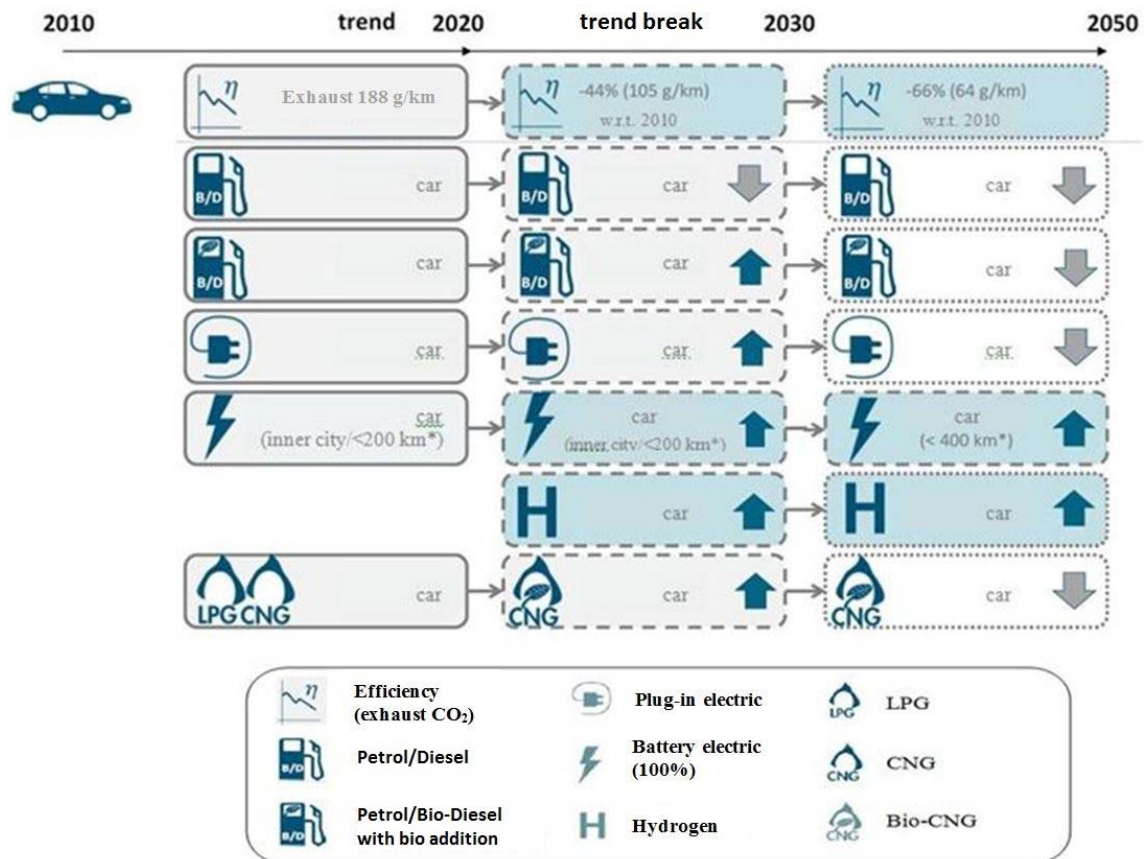 2010 trend 2020 trend break 2030 2050
η Exhaust 188 g/km
η -44% (105 g/km)
w.r.t. 2010
η -66% (64 g/km)
w.r.t. 2010
B/D car
B/D car
B/D car
B/D car
B/D car
B/D car
car
car
car
car
(inner city/<200 km*)
car
(inner city/<200 km*)
car
(< 400 km*)
H car
H car
LPG CNG car
CNG car
CNG car
η Efficiency
(exhaust CO₂)
Plug-in electric
LPG LPG
B/D Petrol/Diesel
Battery electric
(100%)
CNG CNG
B/D Petrol/Bio-Diesel
with bio addition
H Hydrogen
CNG Bio-CNG